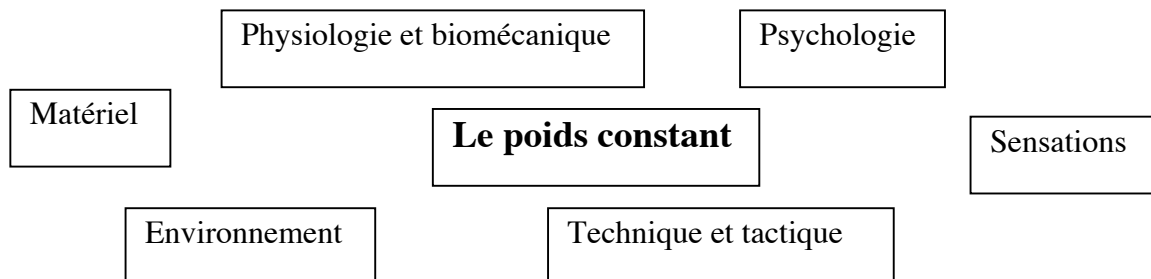 Physiologie et biomécanique
Psychologie
Matériel
Le poids constant
Sensations
Environnement
Technique et tactique